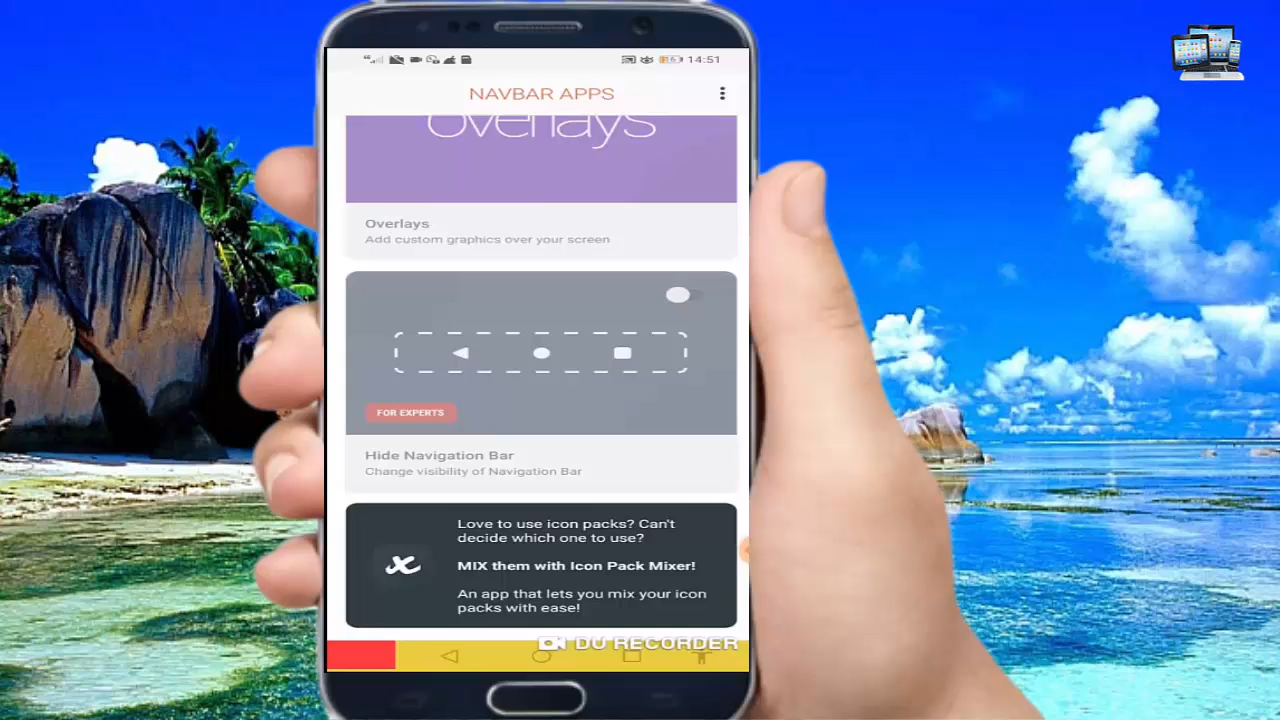 14:51
NAVBAR APPS
overlays
Overlays
Add custom graphics over your screen
FOR EXPERTS
Hide Navigation Bar
Change visibility of Navigation Bar
Love to use icon packs? Can't
decide which one to use?
MIX them with Icon Pack Mixer!
An app that lets you mix your icon
packs with ease!
DU RECORDER